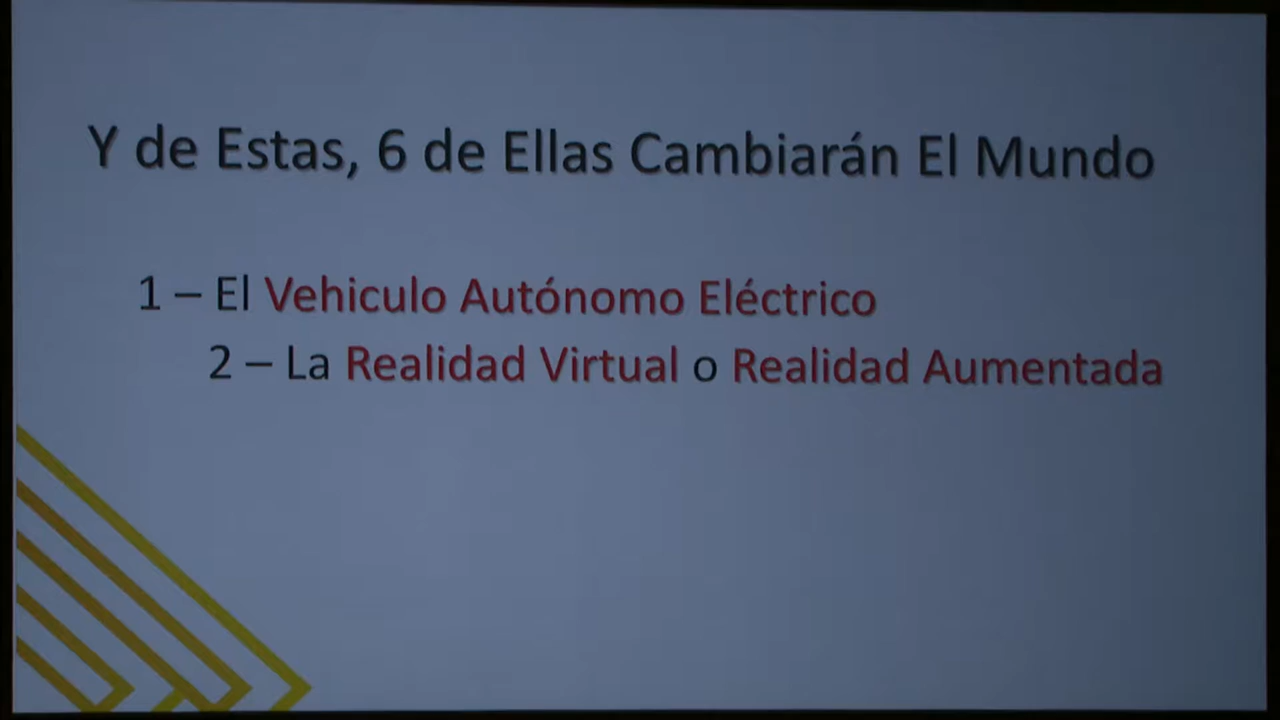 Y de Estas, 6 de Ellas Cambiarán El Mundo
1 – El Vehiculo Autónomo Eléctrico
2 – La Realidad Virtual o Realidad Aumentada